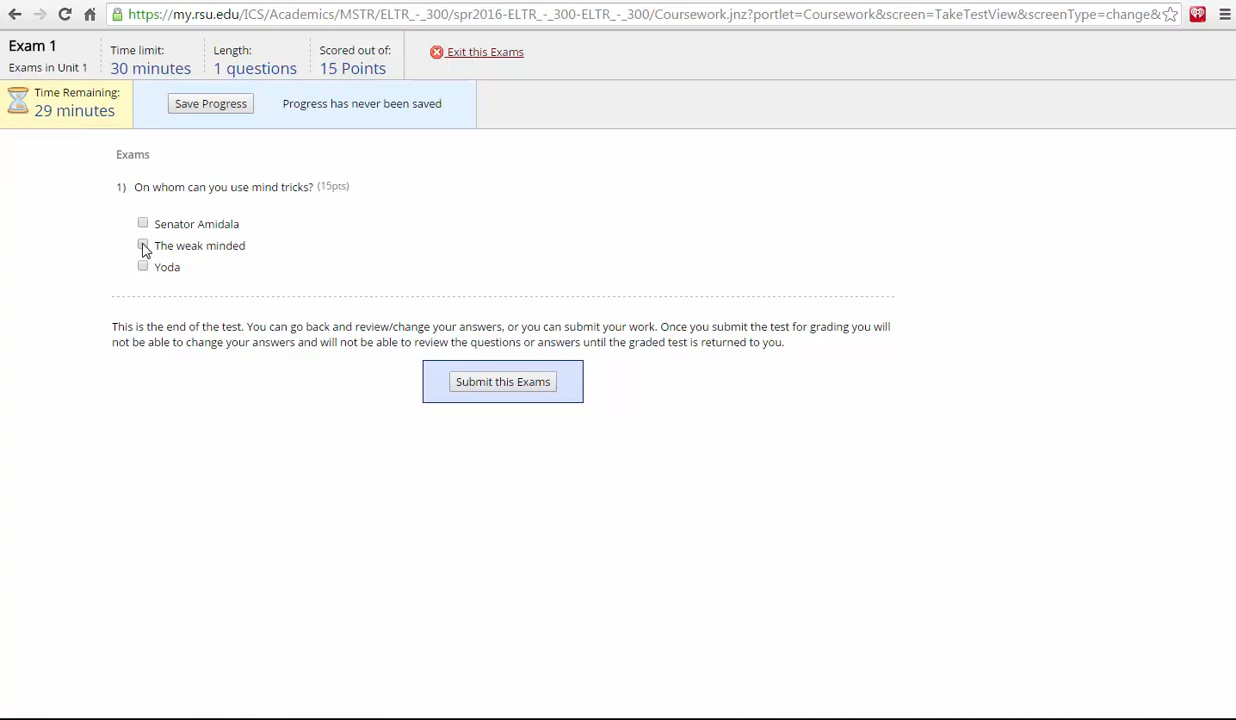 https://my.rsu.edu/ICS/Academics/MSTR/ELTR_-_300/spr2016-ELTR_-_300-ELTR_-_300/Coursework.jnz?portlet=Coursework&screen=TakeTestView&screenType=change&
Exam 1
Exams in Unit 1
Time limit:
30 minutes
Length:
1 questions
Scored out of:
15 Points
Exit this Exams
Time Remaining:
29 minutes
Save Progress
Progress has never been saved
Exams
1) On whom can you use mind tricks? (15pts)
Senator Amidala
The weak minded
Yoda
This is the end of the test. You can go back and review/change your answers, or you can submit your work. Once you submit the test for grading you will
not be able to change your answers and will not be able to review the questions or answers until the graded test is returned to you.
Submit this Exams